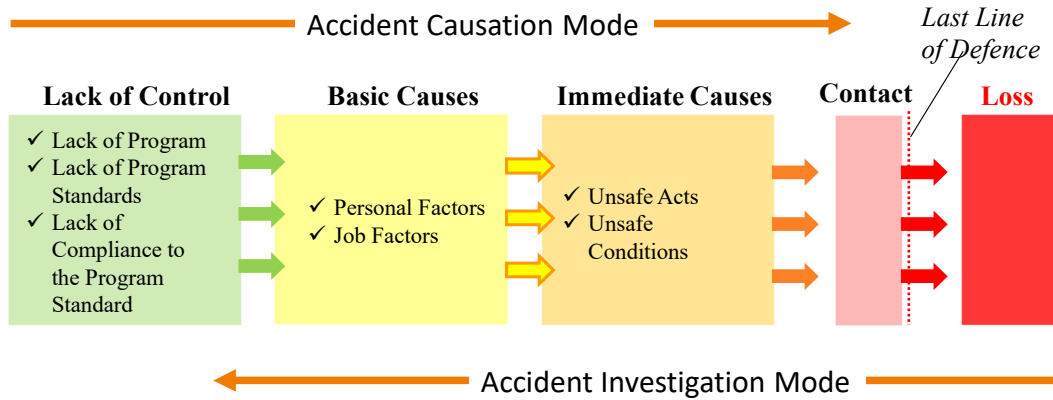 Accident Causation Mode
Last Line
of Defence
Lack of Control
Basic Causes
Immediate Causes
Contact
Loss
✓ Lack of Program
✓ Lack of Program
Standards
✓ Lack of
Compliance to
the Program
Standard
✓ Personal Factors
✓ Job Factors
✓ Unsafe Acts
✓ Unsafe
Conditions
Accident Investigation Mode